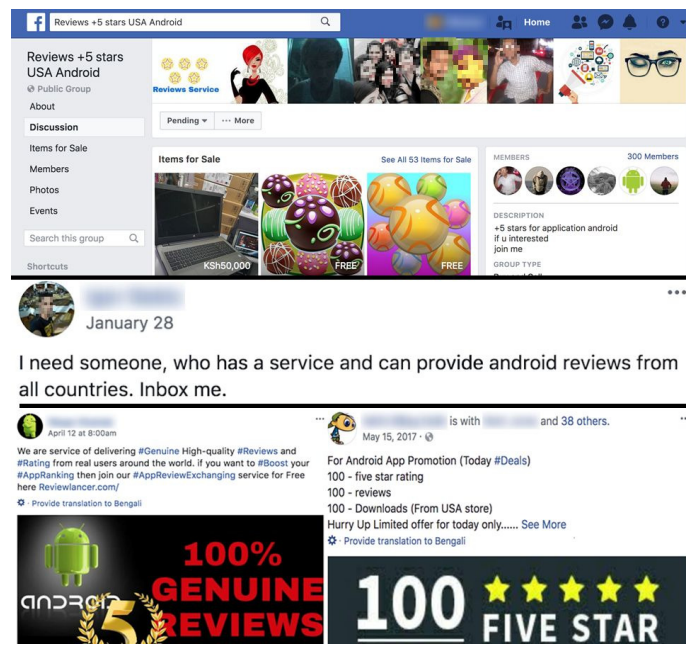 Reviews +5 stars USA Android
Home
Reviews +5 stars
USA Android
Public Group
About
Discussion
Items for Sale
Members
Photos
Events
Search this group
Shortcuts
Reviews Service
Pending
··· More
Items for Sale
See All 53 Items for Sale
KSh50,000
FREE
FREE
MEMBERS
300 Members
DESCRIPTION
+5 stars for application android
if u interested
join me
GROUP TYPE
January 28
I need someone, who has a service and can provide android reviews from
all countries. Inbox me.
April 12 at 8:00am
We are service of delivering #Genuine High-quality #Reviews and
#Rating from real users around the world. if you want to #Boost your
#AppRanking then join our #AppReviewExchanging service for Free
here Reviewlancer.com/
· Provide translation to Bengali
ANDROID
5
100%
GENUINE
REVIEWS
is with
and 38 others.
May 15, 2017 ·
For Android App Promotion (Today #Deals)
100 - five star rating
100 - reviews
100 - Downloads (From USA store)
Hurry Up Limited offer for today only...... See More
· Provide translation to Bengali
100
FIVE STAR